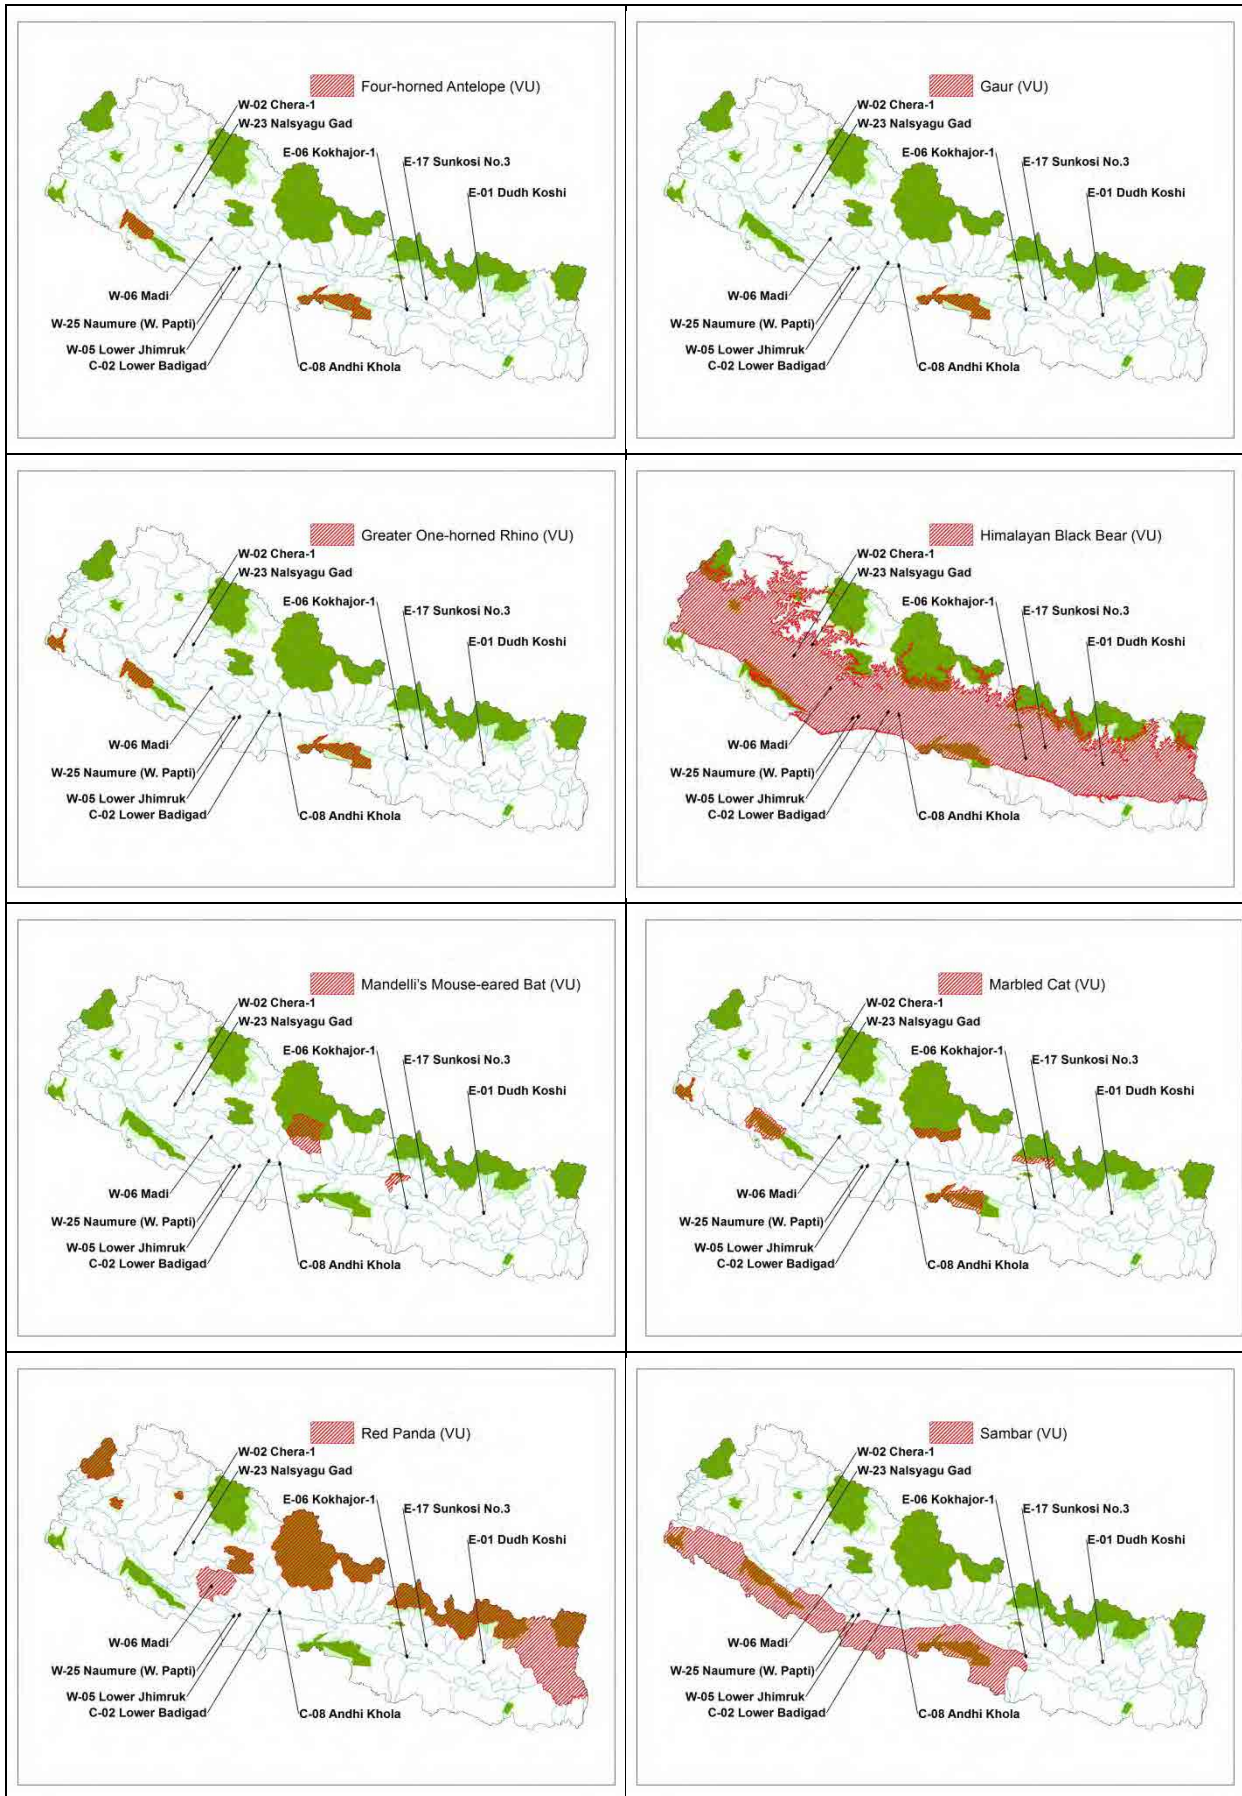 Four-horned Antelope (VU)
W-02 Chera-1
W-23 Nalsyagu Gad
E-06 Kokhajor-1
E-17 Sunkosi No.3
E-01 Dudh Koshi
W-06 Madi
W-25 Naumure (W. Papti)
W-05 Lower Jhimruk
C-02 Lower Badigad
C-08 Andhi Khola
Gaur (VU)
W-02 Chera-1
W-23 Nalsyagu Gad
E-06 Kokhajor-1
E-17 Sunkosi No.3
E-01 Dudh Koshi
W-06 Madi
W-25 Naumure (W. Papti)
W-05 Lower Jhimruk
C-02 Lower Badigad
C-08 Andhi Khola
Greater One-horned Rhino (VU)
W-02 Chera-1
W-23 Nalsyagu Gad
E-06 Kokhajor-1
E-17 Sunkosi No.3
E-01 Dudh Koshi
W-06 Madi
W-25 Naumure (W. Papti)
W-05 Lower Jhimruk
C-02 Lower Badigad
C-08 Andhi Khola
Himalayan Black Bear (VU)
W-02 Chera-1
W-23 Nalsyagu Gad
E-06 Kokhajor-1
E-17 Sunkosi No.3
E-01 Dudh Koshi
W-06 Madi
W-25 Naumure (W. Papti)
W-05 Lower Jhimruk
C-02 Lower Badigad
C-08 Andhi Khola
Mandelli's Mouse-eared Bat (VU)
W-02 Chera-1
W-23 Nalsyagu Gad
E-06 Kokhajor-1
E-17 Sunkosi No.3
E-01 Dudh Koshi
W-06 Madi
W-25 Naumure (W. Papti)
W-05 Lower Jhimruk
C-02 Lower Badigad
C-08 Andhi Khola
Marbled Cat (VU)
W-02 Chera-1
W-23 Nalsyagu Gad
E-06 Kokhajor-1
E-17 Sunkosi No.3
E-01 Dudh Koshi
W-06 Madi
W-25 Naumure (W. Papti)
W-05 Lower Jhimruk
C-02 Lower Badigad
C-08 Andhi Khola
Red Panda (VU)
W-02 Chera-1
W-23 Nalsyagu Gad
E-06 Kokhajor-1
E-17 Sunkosi No.3
E-01 Dudh Koshi
W-06 Madi
W-25 Naumure (W. Papti)
W-05 Lower Jhimruk
C-02 Lower Badigad
C-08 Andhi Khola
Sambar (VU)
W-02 Chera-1
W-23 Nalsyagu Gad
E-06 Kokhajor-1
E-17 Sunkosi No.3
E-01 Dudh Koshi
W-06 Madi
W-25 Naumure (W. Papti)
W-05 Lower Jhimruk
C-02 Lower Badigad
C-08 Andhi Khola